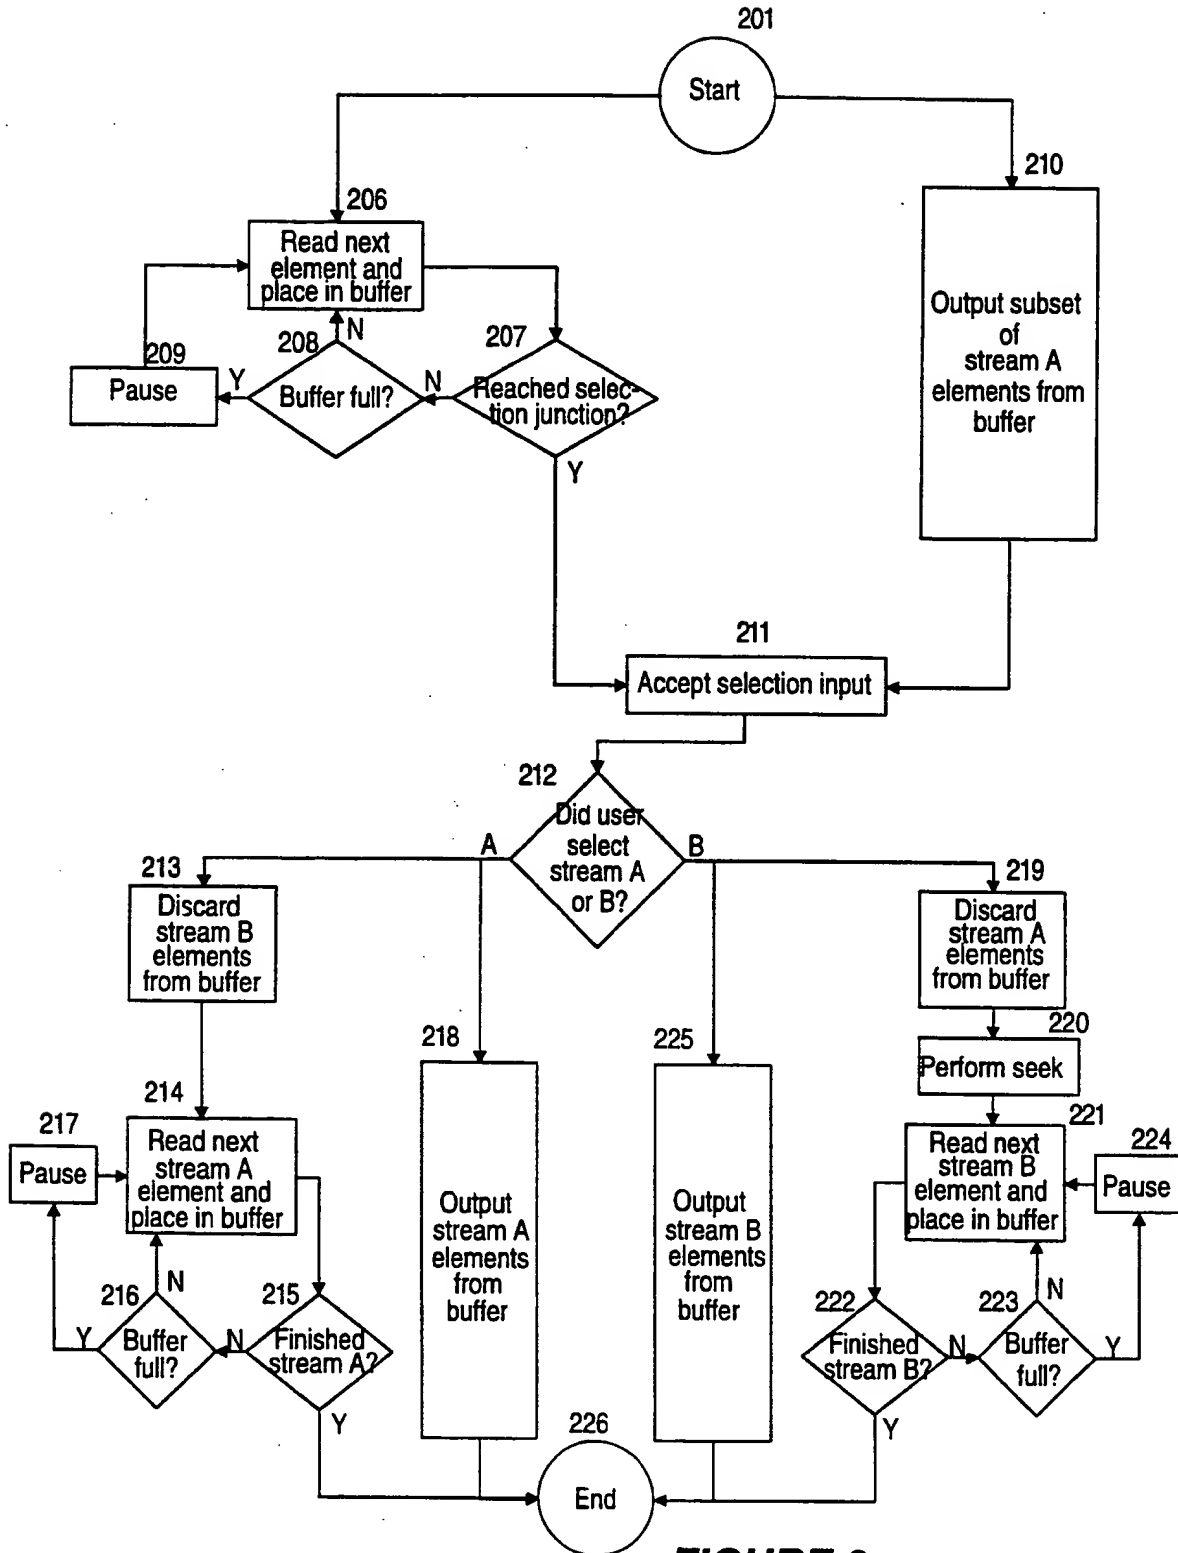 201
Start
210
206
Read next
element and
place in buffer
Output subset
of
stream A
elements from
buffer
N
208
207
209
Pause
Y
Buffer full?
N
Reached selec-
tion junction?
Y
211
Accept selection input
212
Did user
select
stream A
or B?
A
B
213
Discard
stream B
elements
from buffer
219
Discard
stream A
elements
from buffer
220
Perform seek
218
Output
stream A
elements
from
buffer
225
Output
stream B
elements
from
buffer
214
Read next
stream A
element and
place in buffer
217
Pause
221
Read next
stream B
element and
place in buffer
224
Pause
N
216
Buffer
full?
Y
N
215
Finished
stream A?
Y
222
Finished
stream B?
N
223
Buffer
full?
N
Y
Y
226
End